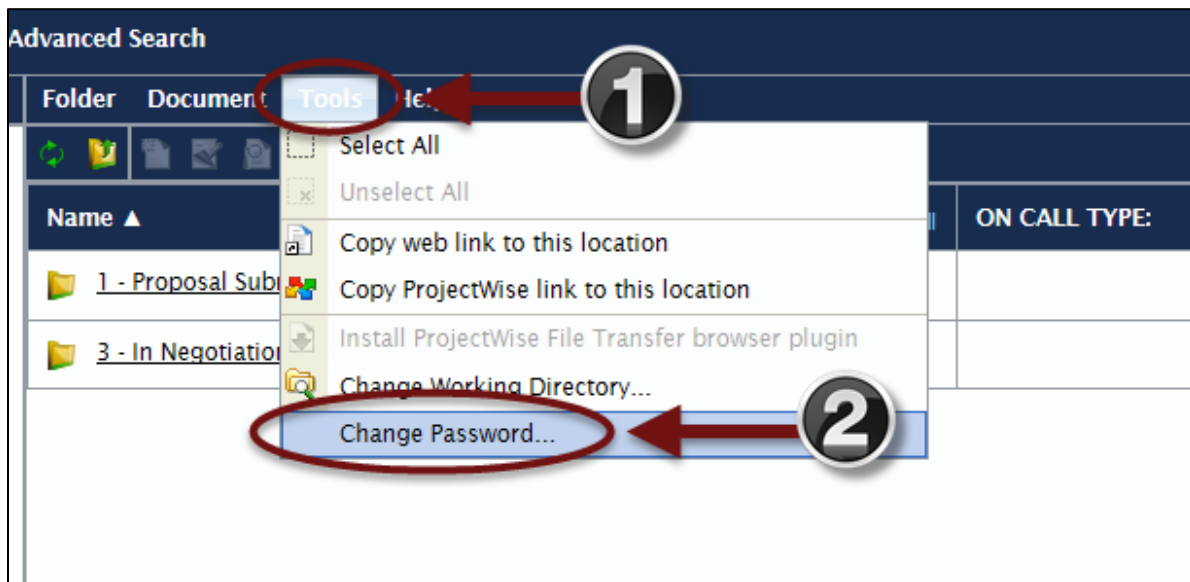 Advanced Search
Folder Document Tools Help
1
Select All
Unselect All
Name ▲ ON CALL TYPE:
Copy web link to this location
1 - Proposal
Copy ProjectWise link to this location
Install ProjectWise File Transfer browser plugin
3 - In
Change Working Directory...
Change Password...
2